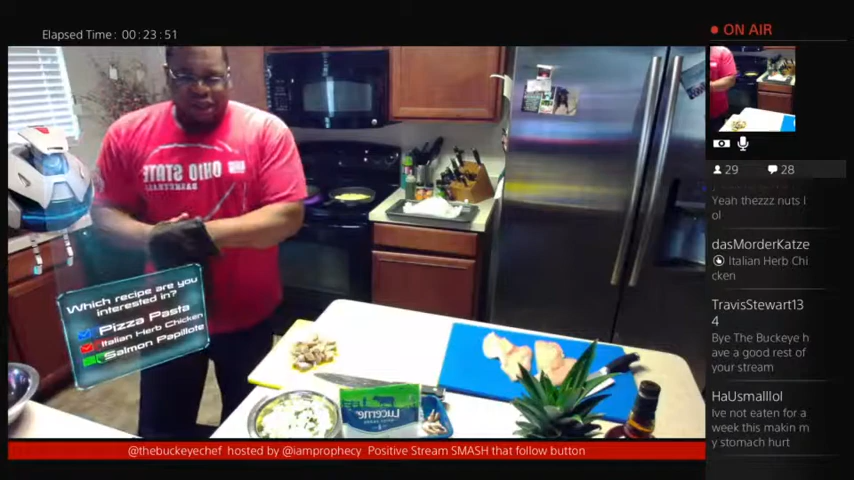 Elapsed Time : 00:23:51
ON AIR
OHIO STATE
BASKETBALL
29 28
Yeah thezzz nuts l
ol
dasMorderKatze
Italian Herb Chi
cken
TravisStewart13
4
Bye The Buckeye h
ave a good rest of
your stream
HaUsmalllol
Ive not eaten for a
week this makin m
y stomach hurt
Which recipe are you
interested in?
Pizza Pasta
Italian Herb Chicken
Salmon Papillote
Lucerne
@thebuckeyechef hosted by @iamprophecy Positive Stream SMASH that follow button